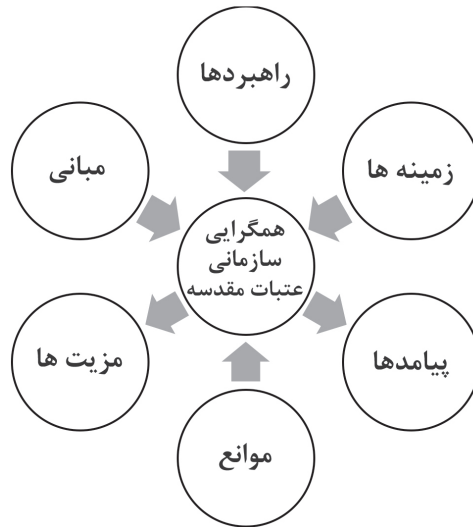 راهبردها
زمینه ها
مبانی
همگرایی
سازمانی
عتبات مقدسه
پیامدها
مزیت ها
موانع